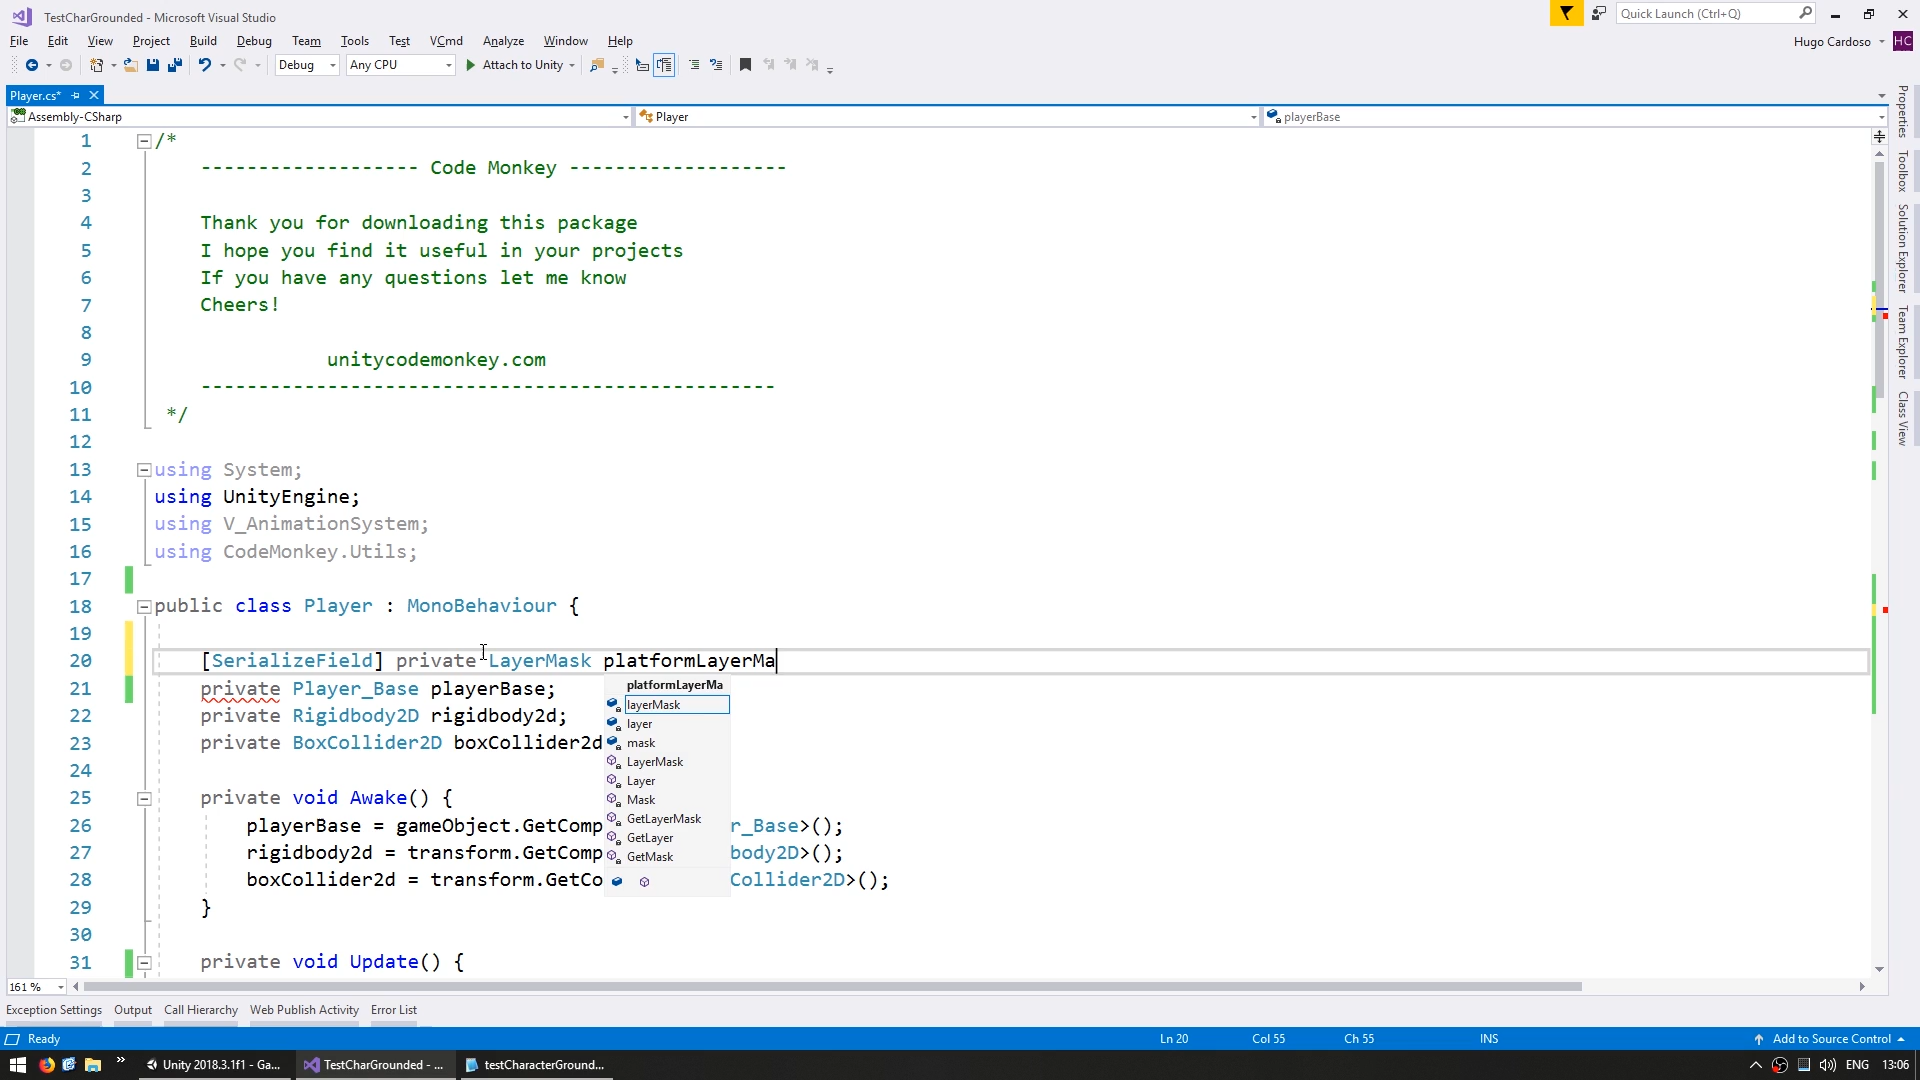 TestCharGrounded - Microsoft Visual Studio
Quick Launch (Ctrl+Q)
File Edit View Project Build Debug Team Tools Test VCmd Analyze Window Help
Hugo Cardoso HC
Debug Any CPU Attach to Unity
Player.cs*
Assembly-CSharp Player playerBase
1 /*
2 ------------------- Code Monkey -------------------
3
4 Thank you for downloading this package
5 I hope you find it useful in your projects
6 If you have any questions let me know
7 Cheers!
8
9 unitycodemonkey.com
10 --------------------------------------------------
11 */
12
13 using System;
14 using UnityEngine;
15 using V_AnimationSystem;
16 using CodeMonkey.Utils;
17
18 public class Player : MonoBehaviour {
19
20 [SerializeField] private LayerMask platformLayerMa
21 private Player_Base playerBase;
22 private Rigidbody2D rigidbody2d;
23 private BoxCollider2D boxCollider2d
24
25 private void Awake() {
26 playerBase = gameObject.GetComp r_Base>();
27 rigidbody2d = transform.GetComp body2D>();
28 boxCollider2d = transform.GetCo Collider2D>();
29 }
30
31 private void Update() {
platformLayerMa
layerMask
layer
mask
LayerMask
Layer
Mask
GetLayerMask
GetLayer
GetMask
Properties
Toolbox
Solution Explorer
Team Explorer
Class View
161 %
Exception Settings Output Call Hierarchy Web Publish Activity Error List
Ready Ln 20 Col 55 Ch 55 INS Add to Source Control
Unity 2018.3.1f1 - Ga... TestCharGrounded - ... testCharacterGround... ENG 13:06